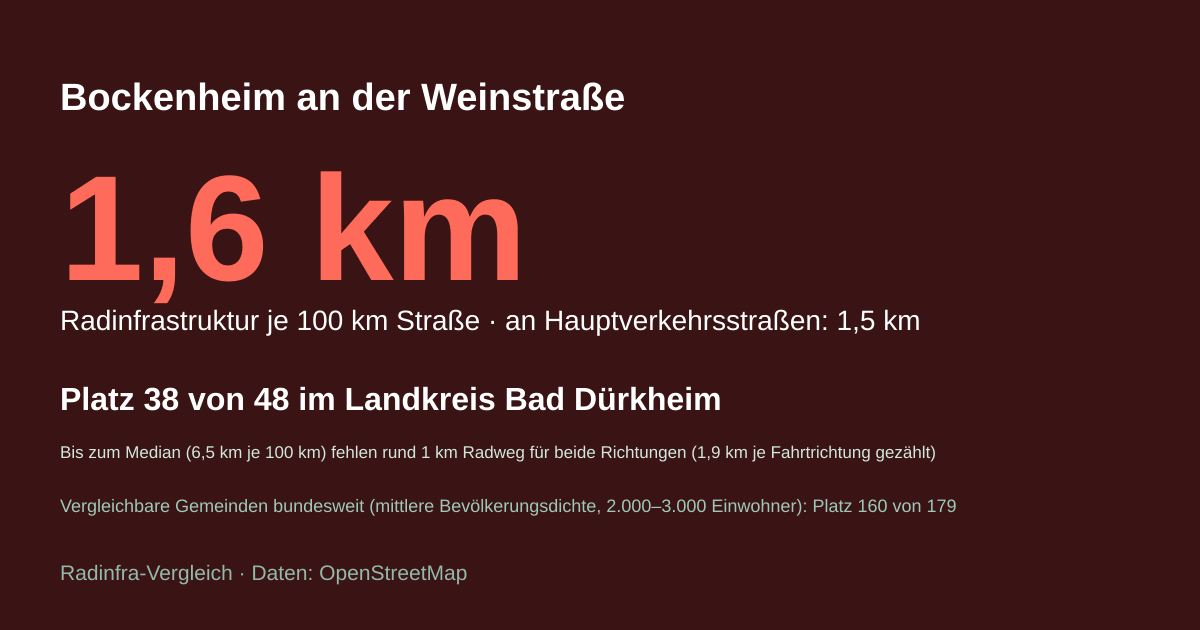 Bockenheim an der Weinstraße
1,6 km
Radinfrastruktur je 100 km Straße · an Hauptverkehrsstraßen: 1,5 km
Platz 38 von 48 im Landkreis Bad Dürkheim
Bis zum Median (6,5 km je 100 km) fehlen rund 1 km Radweg für beide Richtungen (1,9 km je Fahrtrichtung gezählt)
Vergleichbare Gemeinden bundesweit (mittlere Bevölkerungsdichte, 2.000–3.000 Einwohner): Platz 160 von 179
Radinfra-Vergleich · Daten: OpenStreetMap